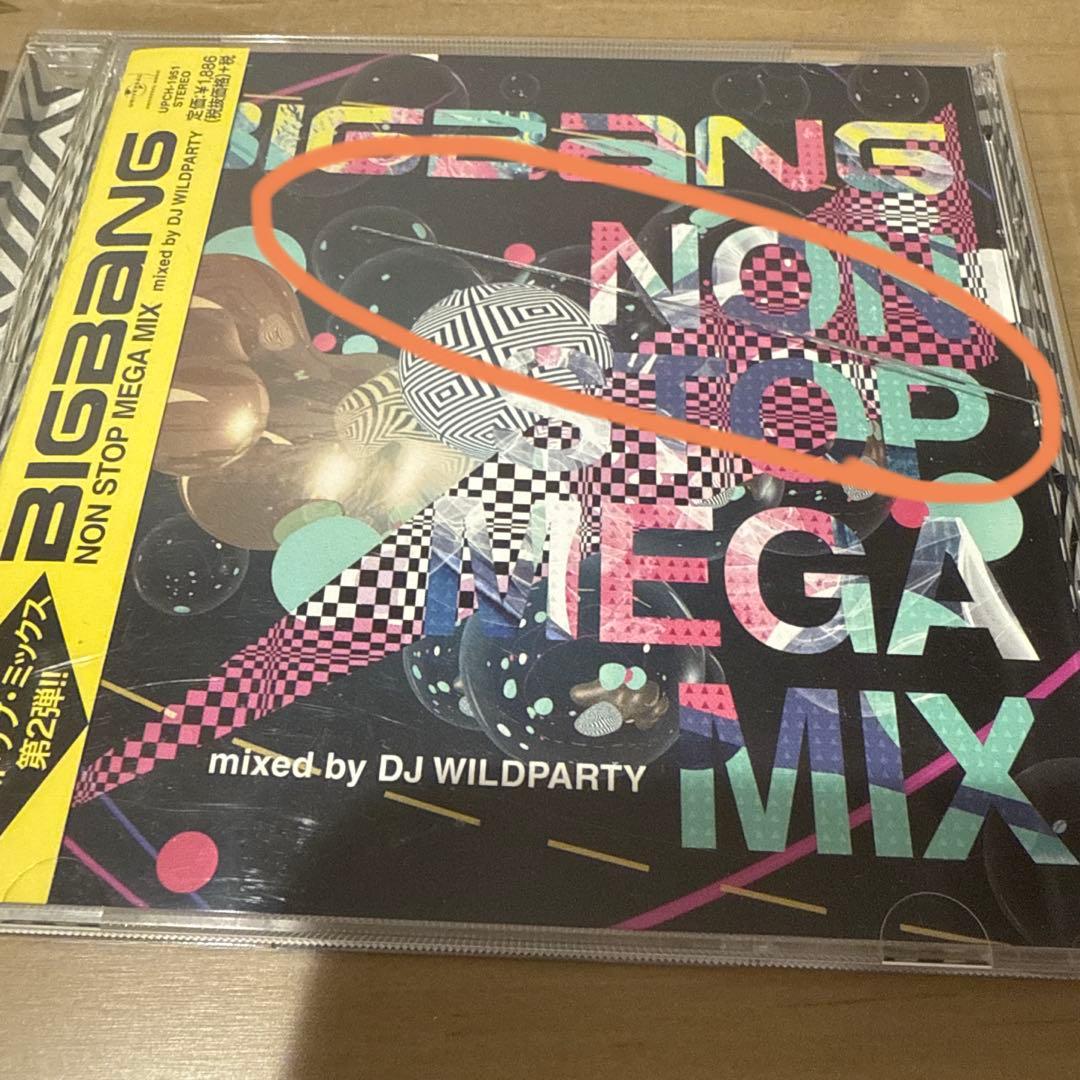 UPCH-1951
STEREO
定価:¥1,886
(税抜価格)+税
BIGBANG
NON STOP MEGA MIX mixed by DJ WILDPARTY
ア・ミックス
第2弾!!
BIGBANG
NON
STOP
MEGA
MIX
mixed by DJ WILDPARTY